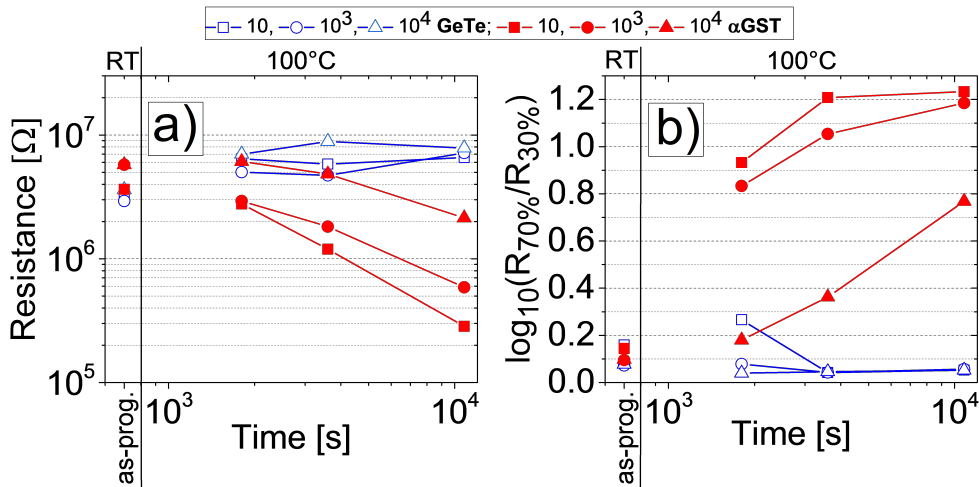 10, 10³, 10⁴ GeTe; 10, 10³, 10⁴ αGST
RT 100°C
a)
10⁷
10⁶
10⁵
Resistance [Ω]
as-prog.
10³ 10⁴
Time [s]
RT 100°C
b)
1.2
1.0
0.8
0.6
0.4
0.2
0.0
log₁₀(R₇₀%/R₃₀%)
as-prog.
10³ 10⁴
Time [s]